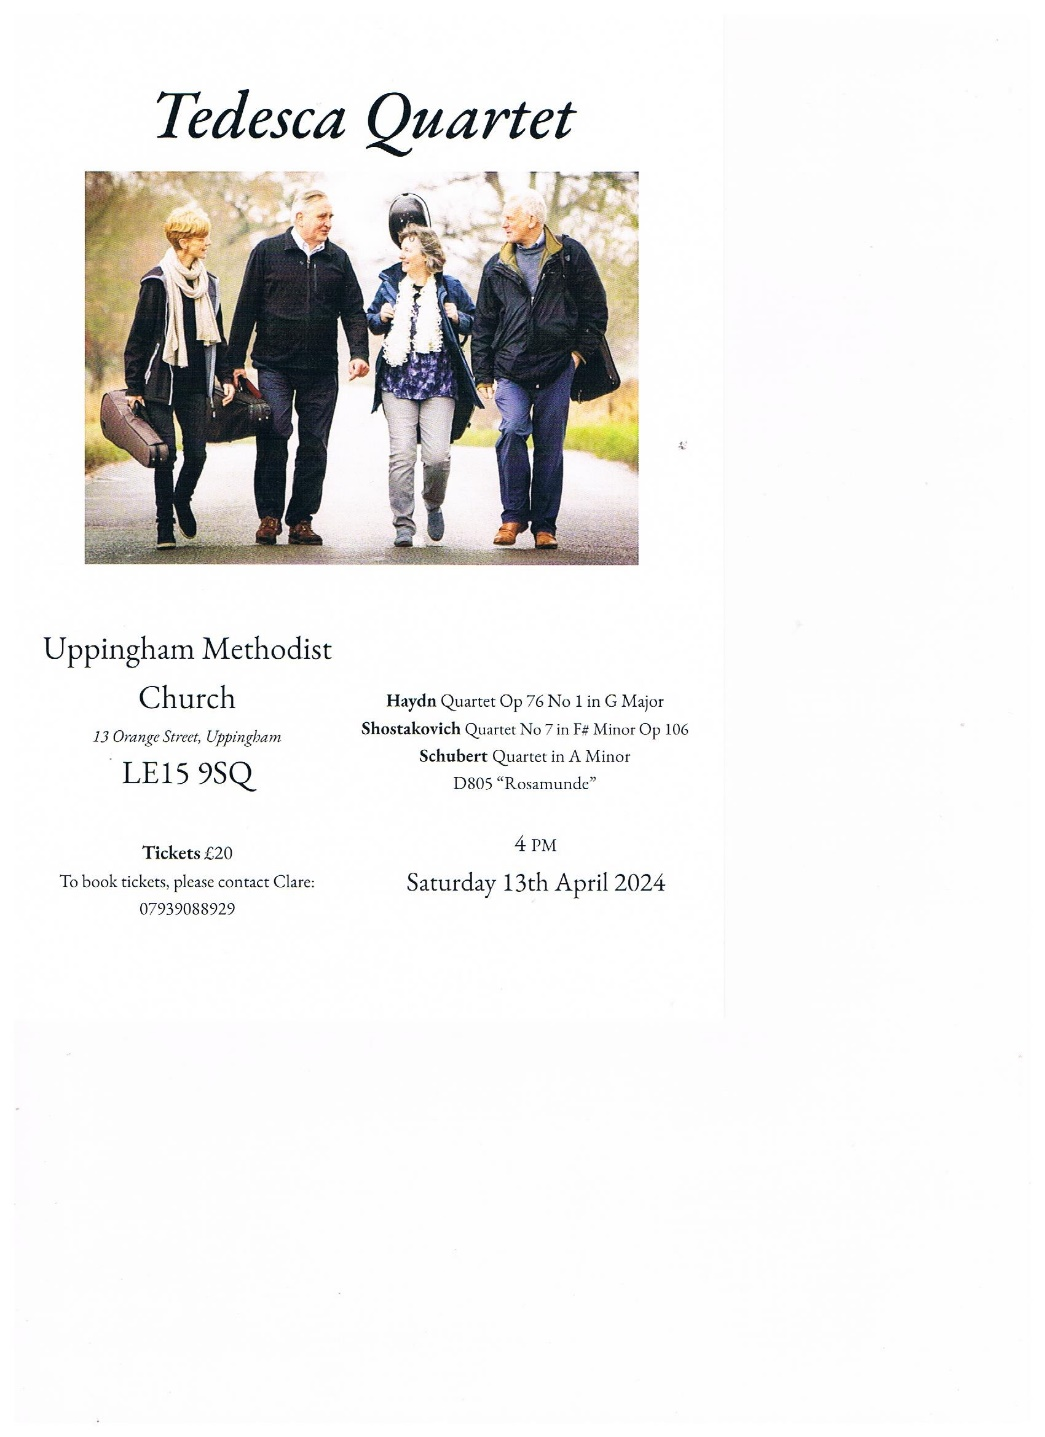 Tedesca Quartet
Uppingham Methodist
Church
13 Orange Street, Uppingham
LE15 9SQ
Tickets £20
To book tickets, please contact Clare:
07939088929
Haydn Quartet Op 76 No 1 in G Major
Shostakovich Quartet No 7 in F# Minor Op 106
Schubert Quartet in A Minor
D805 “Rosamunde”
4 PM
Saturday 13th April 2024